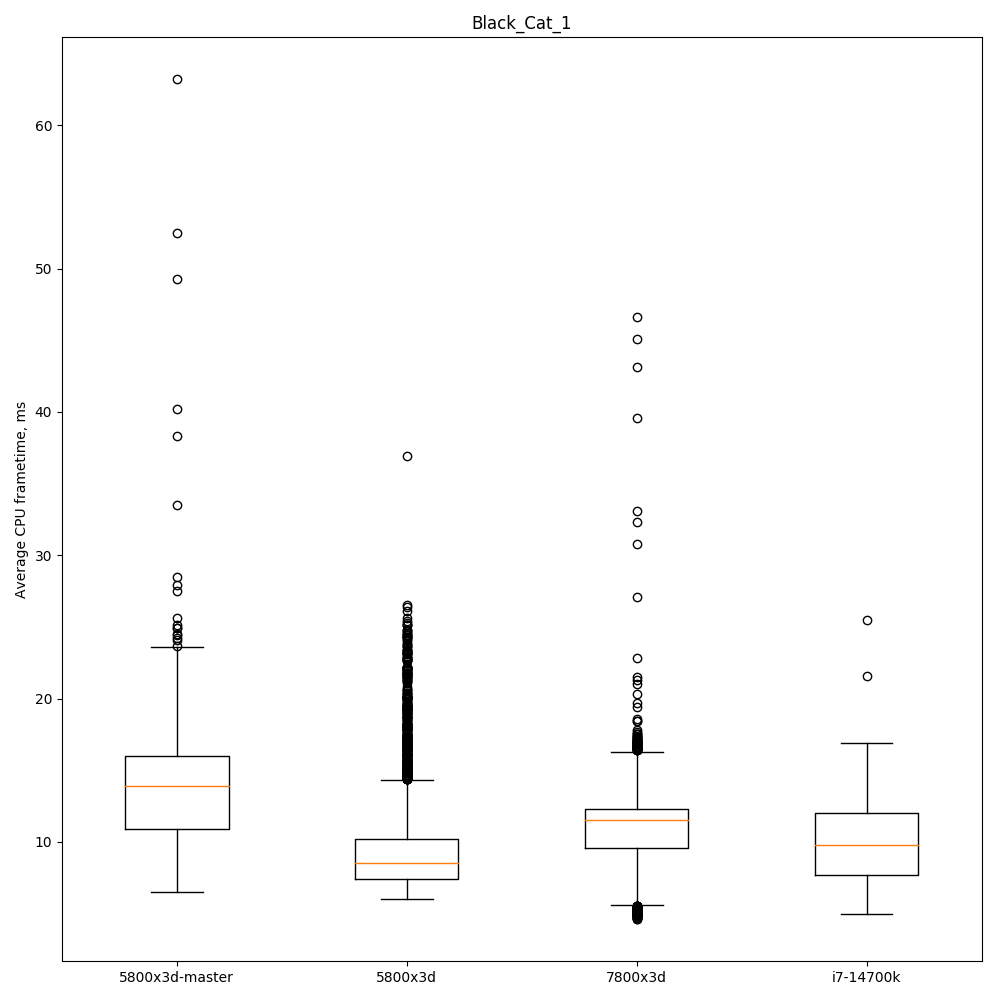 Black_Cat_1
Average CPU frametime, ms
60
50
40
30
20
10
5800x3d-master
5800x3d
7800x3d
i7-14700k